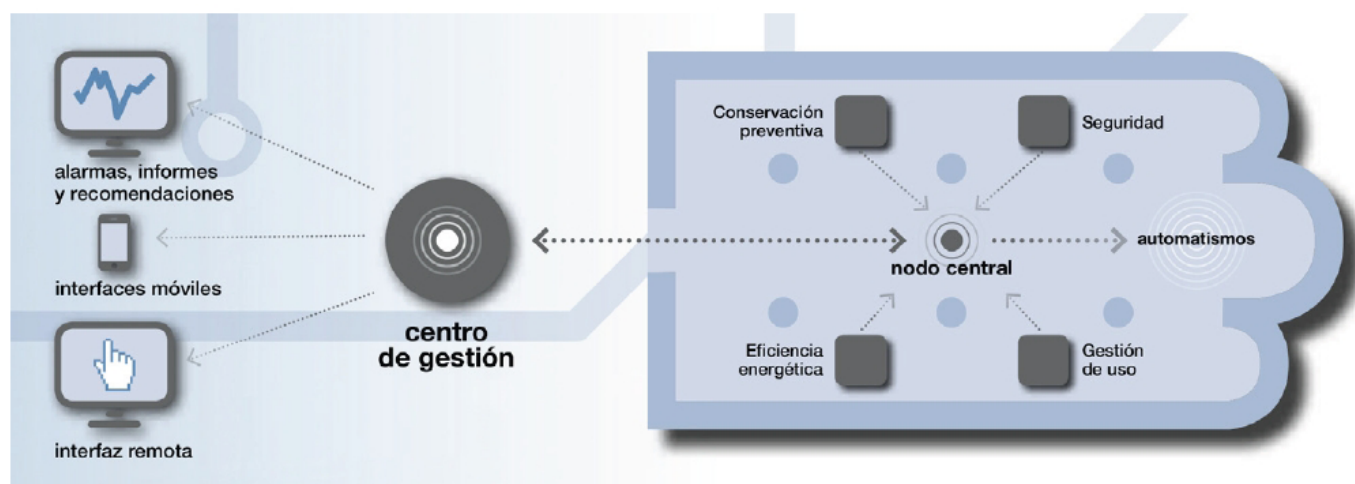 alarmas, informes
y recomendaciones
interfaces móviles
interfaz remota
centro
de gestión
Conservación
preventiva
Seguridad
nodo central
automatismos
Eficiencia
energética
Gestión
de uso